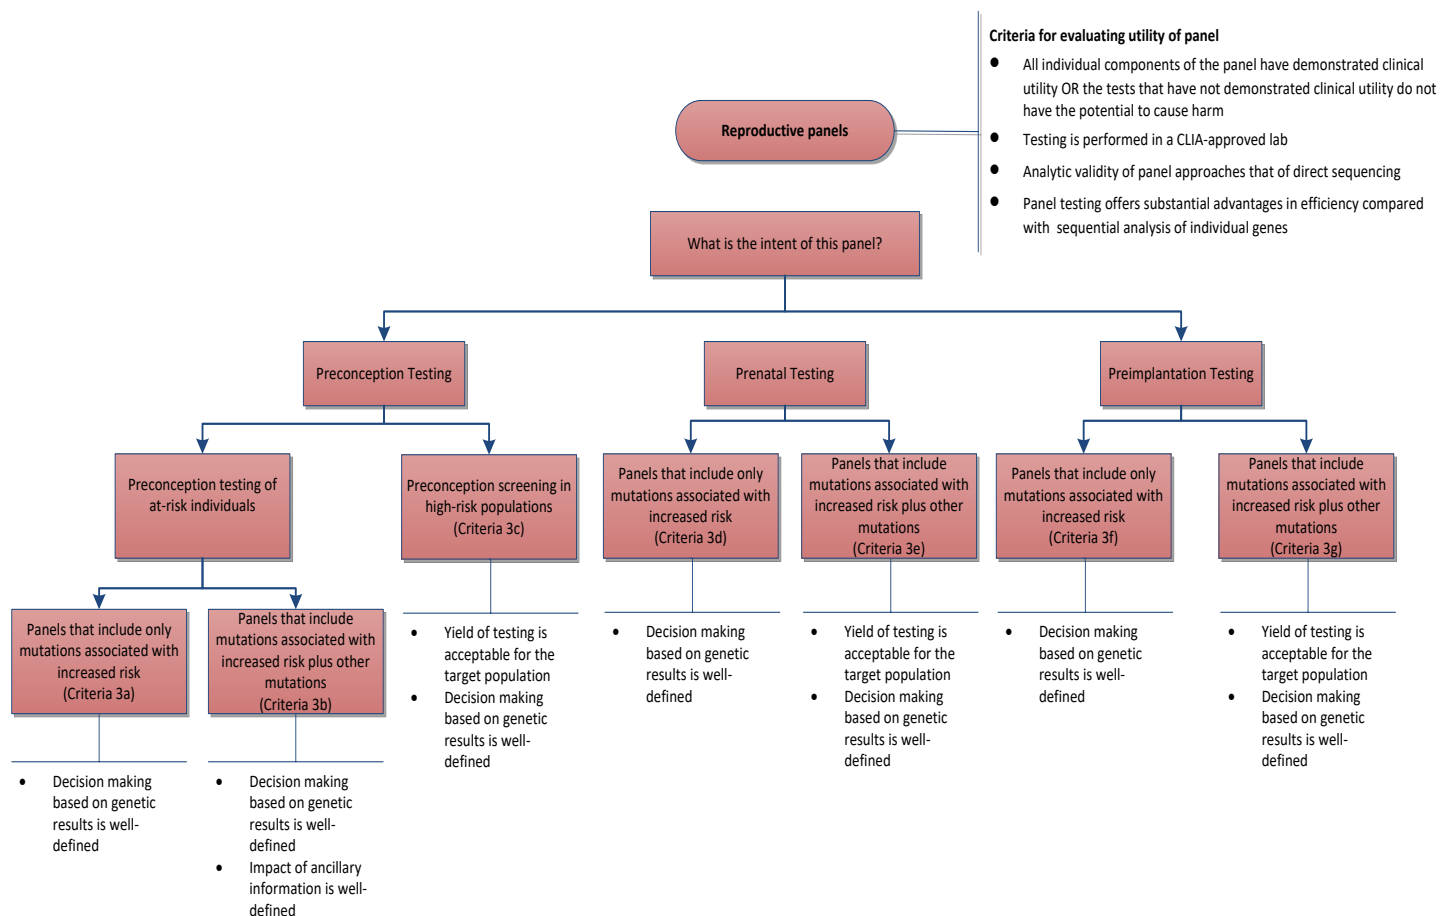 Criteria for evaluating utility of panel
● All individual components of the panel have demonstrated clinical
utility OR the tests that have not demonstrated clinical utility do not
have the potential to cause harm
● Testing is performed in a CLIA-approved lab
● Analytic validity of panel approaches that of direct sequencing
● Panel testing offers substantial advantages in efficiency compared
with sequential analysis of individual genes
Reproductive panels
What is the intent of this panel?
Preconception Testing
Prenatal Testing
Preimplantation Testing
Preconception testing of
at-risk individuals
Preconception screening in
high-risk populations
(Criteria 3c)
Panels that include only
mutations associated with
increased risk
(Criteria 3d)
Panels that include
mutations associated with
increased risk plus other
mutations
(Criteria 3e)
Panels that include only
mutations associated with
increased risk
(Criteria 3f)
Panels that include
mutations associated with
increased risk plus other
mutations
(Criteria 3g)
Panels that include only
mutations associated with
increased risk
(Criteria 3a)
Panels that include
mutations associated with
increased risk plus other
mutations
(Criteria 3b)
• Yield of testing is
acceptable for the
target population
• Decision making
based on genetic
results is well-
defined
• Decision making
based on genetic
results is well-
defined
• Yield of testing is
acceptable for the
target population
• Decision making
based on genetic
results is well-
defined
• Decision making
based on genetic
results is well-
defined
• Yield of testing is
acceptable for the
target population
• Decision making
based on genetic
results is well-
defined
• Decision making
based on genetic
results is well-
defined
• Decision making
based on genetic
results is well-
defined
• Impact of ancillary
information is well-
defined